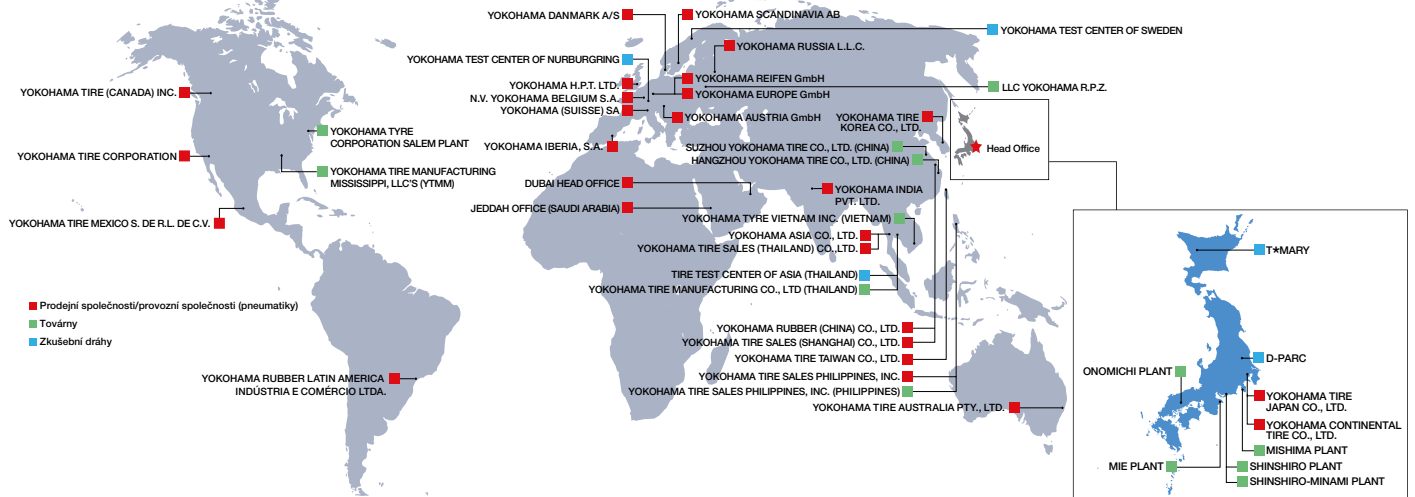 YOKOHAMA DANMARK A/S
YOKOHAMA SCANDINAVIA AB
YOKOHAMA TEST CENTER OF SWEDEN
YOKOHAMA RUSSIA L.L.C.
YOKOHAMA TEST CENTER OF NURBURGRING
YOKOHAMA REIFEN GmbH
YOKOHAMA H.P.T. LTD.
LLC YOKOHAMA R.P.Z.
YOKOHAMA TIRE (CANADA) INC.
YOKOHAMA EUROPE GmbH
N.V. YOKOHAMA BELGIUM S.A.
YOKOHAMA (SUISSE) SA
YOKOHAMA AUSTRIA GmbH
YOKOHAMA TIRE
KOREA CO., LTD.
YOKOHAMA TYRE
CORPORATION SALEM PLANT
YOKOHAMA IBERIA, S.A.
SUZHOU YOKOHAMA TIRE CO., LTD. (CHINA)
Head Office
YOKOHAMA TIRE CORPORATION
HANGZHOU YOKOHAMA TIRE CO., LTD. (CHINA)
YOKOHAMA TIRE MANUFACTURING
MISSISSIPPI, LLC'S (YTMM)
DUBAI HEAD OFFICE
YOKOHAMA INDIA
PVT. LTD.
JEDDAH OFFICE (SAUDI ARABIA)
YOKOHAMA TYRE VIETNAM INC. (VIETNAM)
YOKOHAMA TIRE MEXICO S. DE R.L. DE C.V.
YOKOHAMA ASIA CO., LTD.
YOKOHAMA TIRE SALES (THAILAND) CO.,LTD.
T★MARY
TIRE TEST CENTER OF ASIA (THAILAND)
YOKOHAMA TIRE MANUFACTURING CO., LTD (THAILAND)
Prodejní společnosti/provozní společnosti (pneumatiky)
Továrny
Zkušební dráhy
YOKOHAMA RUBBER (CHINA) CO., LTD.
YOKOHAMA TIRE SALES (SHANGHAI) CO., LTD.
YOKOHAMA TIRE TAIWAN CO., LTD.
D-PARC
ONOMICHI PLANT
YOKOHAMA RUBBER LATIN AMERICA
INDÚSTRIA E COMÉRCIO LTDA.
YOKOHAMA TIRE SALES PHILIPPINES, INC.
YOKOHAMA TIRE SALES PHILIPPINES, INC. (PHILIPPINES)
YOKOHAMA TIRE
JAPAN CO., LTD.
YOKOHAMA TIRE AUSTRALIA PTY., LTD.
YOKOHAMA CONTINENTAL
TIRE CO., LTD.
MISHIMA PLANT
MIE PLANT
SHINSHIRO PLANT
SHINSHIRO-MINAMI PLANT